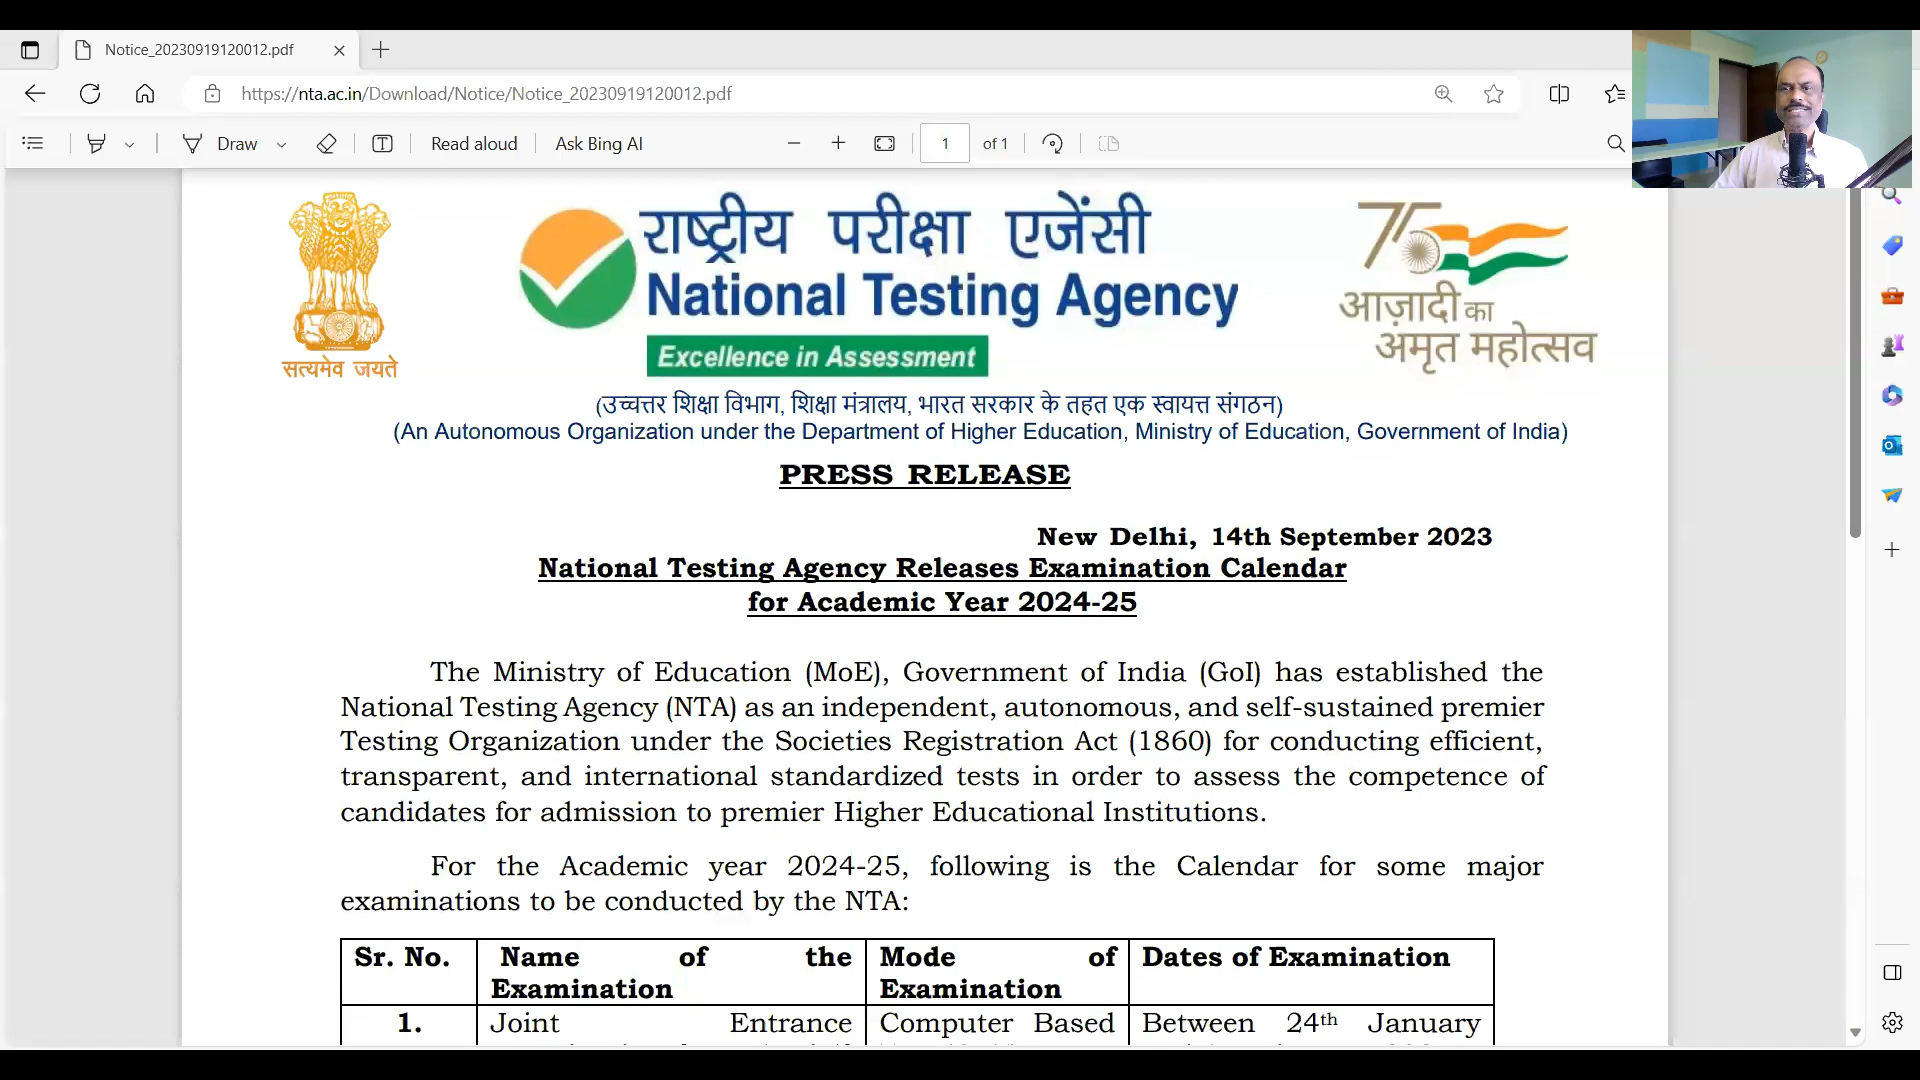 Notice_20230919120012.pdf
https://nta.ac.in/Download/Notice/Notice_20230919120012.pdf
Draw
Read aloud
Ask Bing AI
1
of 1
सत्यमेव जयते
राष्ट्रीय परीक्षा एजेंसी
National Testing Agency
Excellence in Assessment
75
आज़ादी का
अमृत महोत्सव
(उच्चतर शिक्षा विभाग, शिक्षा मंत्रालय, भारत सरकार के तहत एक स्वायत्त संगठन)
(An Autonomous Organization under the Department of Higher Education, Ministry of Education, Government of India)
PRESS RELEASE
New Delhi, 14th September 2023
National Testing Agency Releases Examination Calendar
for Academic Year 2024-25
The Ministry of Education (MoE), Government of India (GoI) has established the
National Testing Agency (NTA) as an independent, autonomous, and self-sustained premier
Testing Organization under the Societies Registration Act (1860) for conducting efficient,
transparent, and international standardized tests in order to assess the competence of
candidates for admission to premier Higher Educational Institutions.
For the Academic year 2024-25, following is the Calendar for some major
examinations to be conducted by the NTA:
Sr. No. Name of the Mode of Dates of Examination
Examination Examination
1. Joint Entrance Computer Based Between 24th January